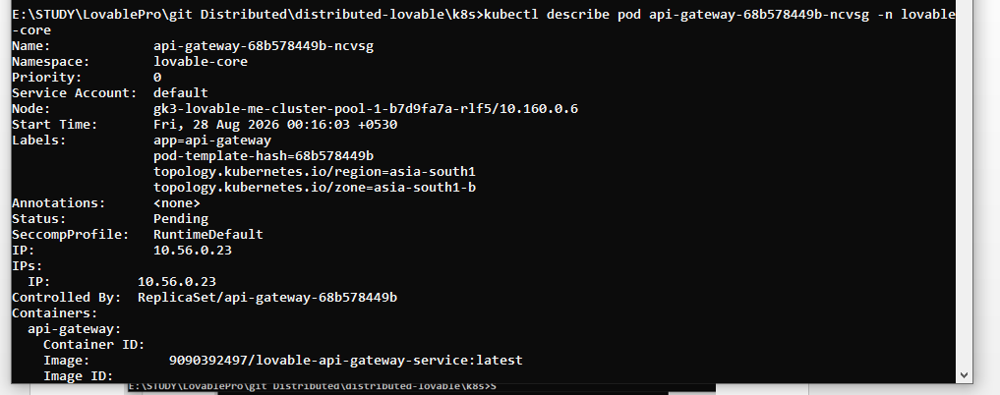 E:\STUDY\LovablePro\git Distributed\distributed-lovable\k8s>kubectl describe pod api-gateway-68b578449b-ncvsg -n lovable
-core
Name:             api-gateway-68b578449b-ncvsg
Namespace:        lovable-core
Priority:         0
Service Account:  default
Node:             gk3-lovable-me-cluster-pool-1-b7d9fa7a-rlf5/10.160.0.6
Start Time:       Fri, 28 Aug 2026 00:16:03 +0530
Labels:           app=api-gateway
                  pod-template-hash=68b578449b
                  topology.kubernetes.io/region=asia-south1
                  topology.kubernetes.io/zone=asia-south1-b
Annotations:      <none>
Status:           Pending
SeccompProfile:   RuntimeDefault
IP:               10.56.0.23
IPs:
  IP:           10.56.0.23
Controlled By:  ReplicaSet/api-gateway-68b578449b
Containers:
  api-gateway:
    Container ID:
    Image:          9090392497/lovable-api-gateway-service:latest
    Image ID:
E:\STUDY\LovablePro\git Distributed\distributed-lovable\k8s>S